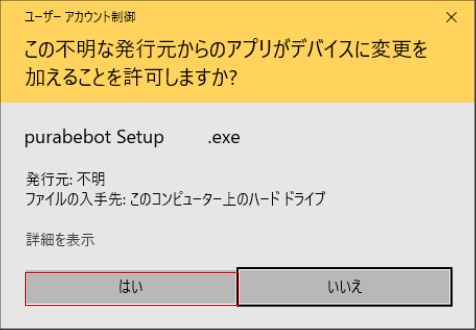 ユーザー アカウント制御
この不明な発行元からのアプリがデバイスに変更を
加えることを許可しますか?
purabebot Setup .exe
発行元: 不明
ファイルの入手先: このコンピューター上のハード ドライブ
詳細を表示
はい
いいえ